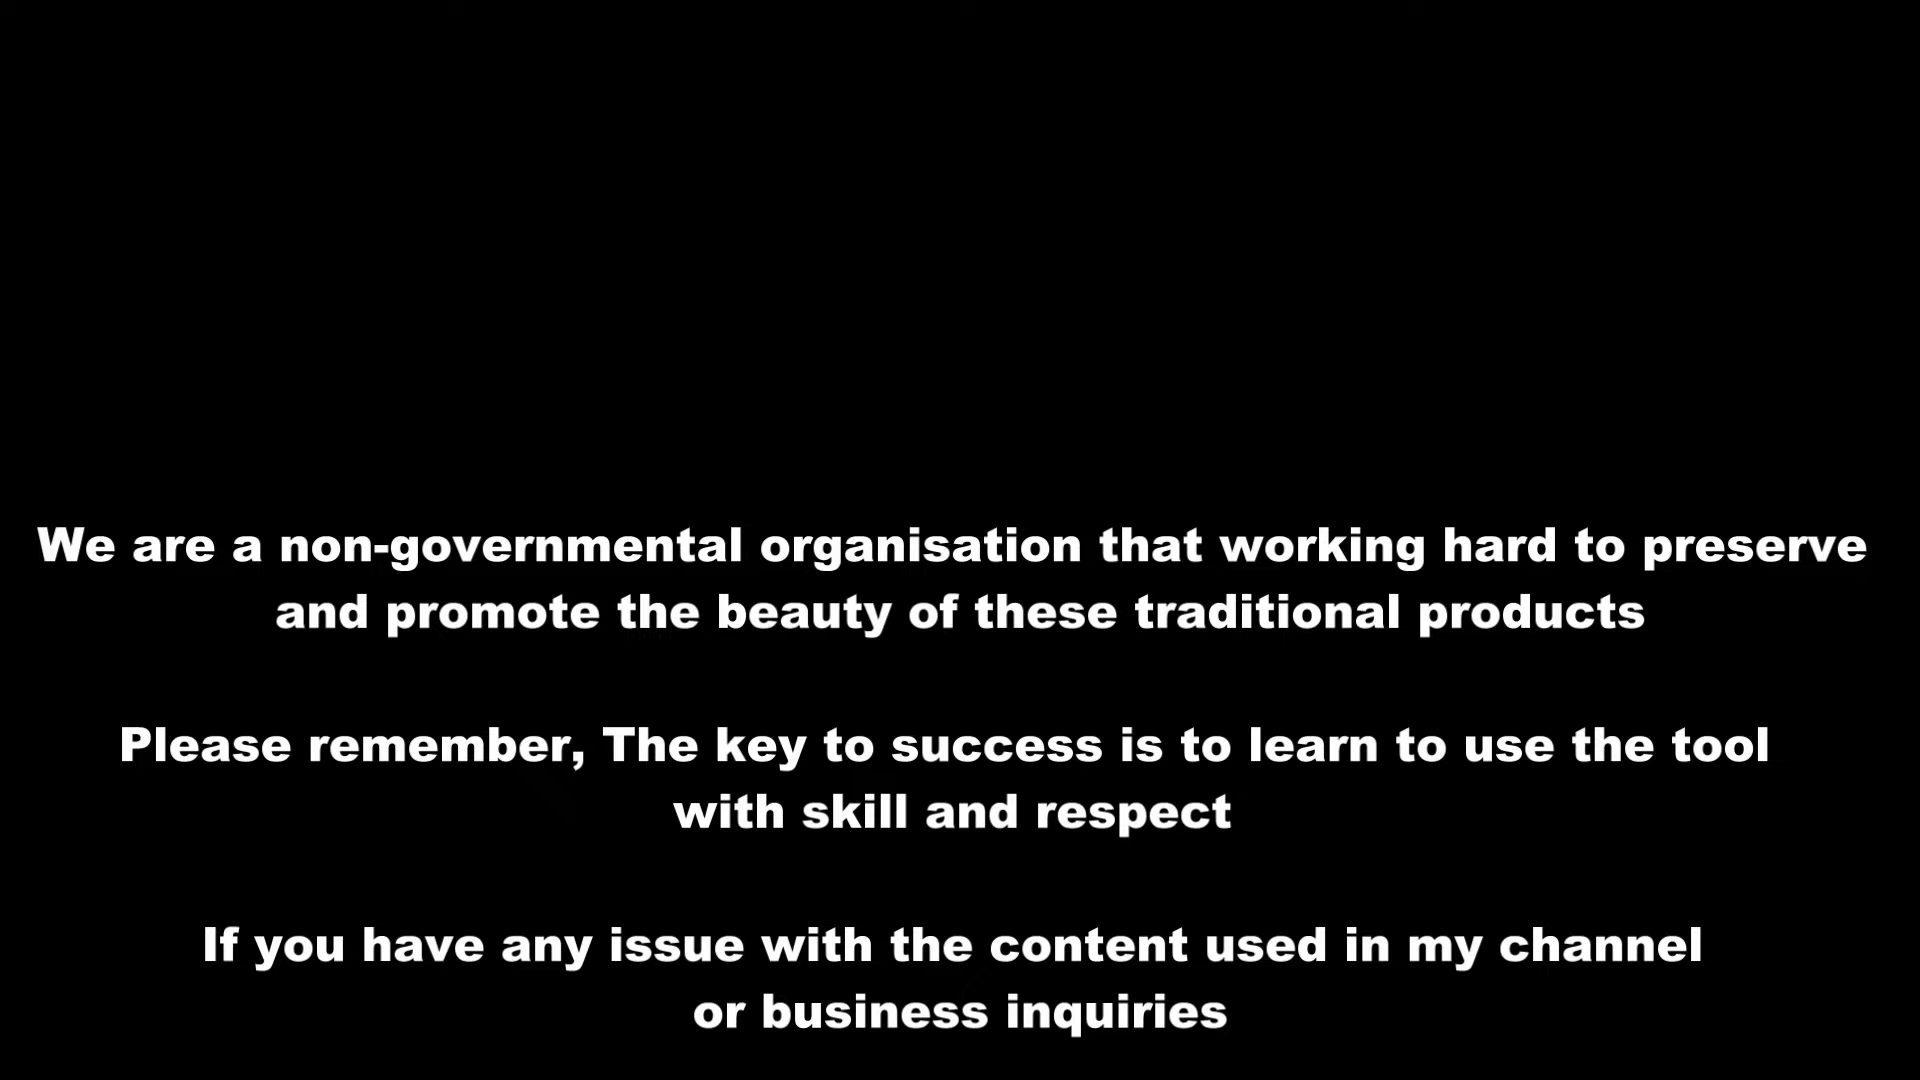 We are a non-governmental organisation that working hard to preserve
and promote the beauty of these traditional products
Please remember, The key to success is to learn to use the tool
with skill and respect
If you have any issue with the content used in my channel
or business inquiries